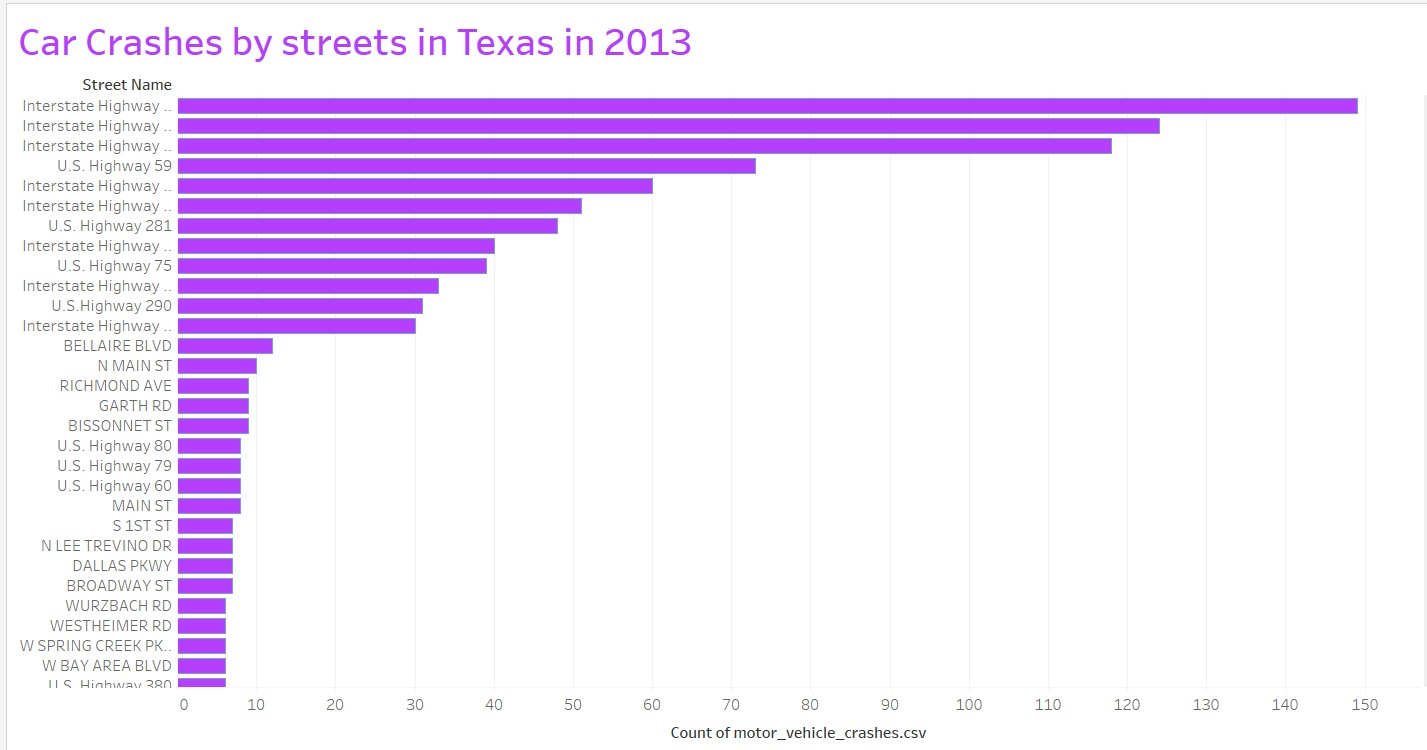 Car Crashes by streets in Texas in 2013
Street Name
Interstate Highway ..
Interstate Highway ..
Interstate Highway ..
U.S. Highway 59
Interstate Highway ..
Interstate Highway ..
U.S. Highway 281
Interstate Highway ..
U.S. Highway 75
Interstate Highway ..
U.S.Highway 290
Interstate Highway ..
BELLAIRE BLVD
N MAIN ST
RICHMOND AVE
GARTH RD
BISSONNET ST
U.S. Highway 80
U.S. Highway 79
U.S. Highway 60
MAIN ST
S 1ST ST
N LEE TREVINO DR
DALLAS PKWY
BROADWAY ST
WURZBACH RD
WESTHEIMER RD
W SPRING CREEK PK..
W BAY AREA BLVD
U.S. Highway 380
0 10 20 30 40 50 60 70 80 90 100 110 120 130 140 150
Count of motor_vehicle_crashes.csv